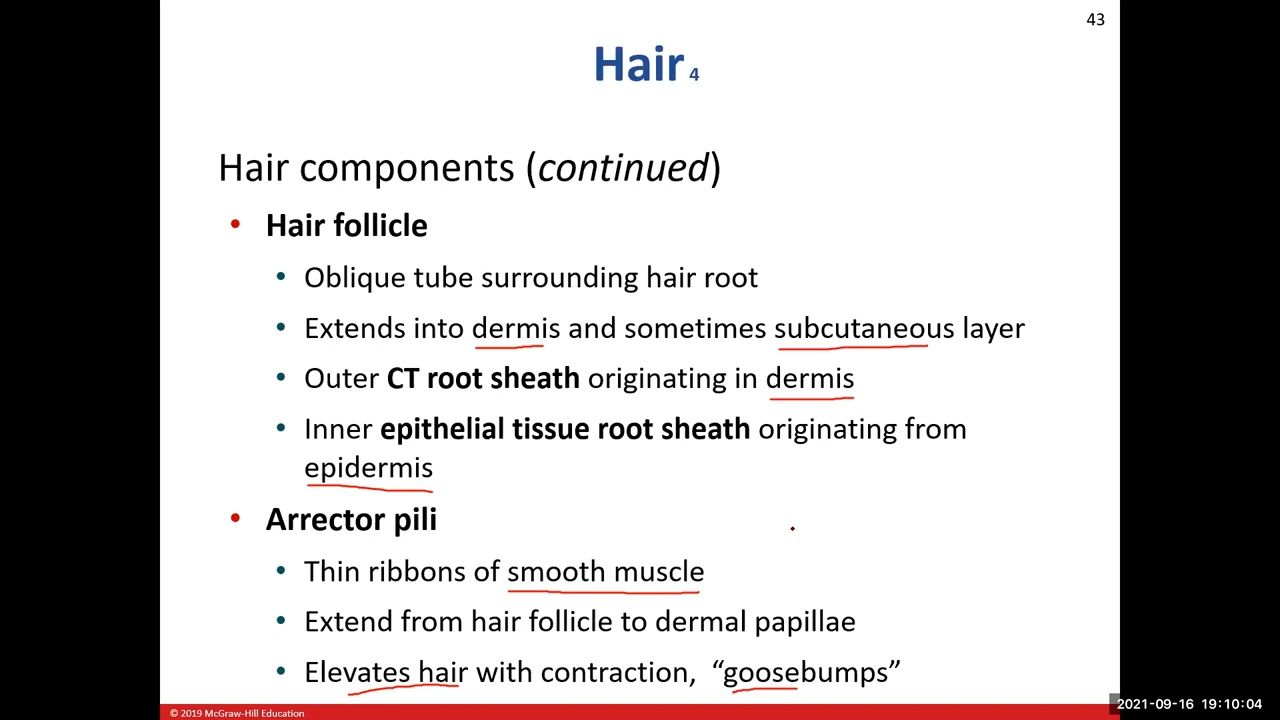 43
Hair 4
Hair components (continued)
• Hair follicle
• Oblique tube surrounding hair root
• Extends into dermis and sometimes subcutaneous layer
• Outer CT root sheath originating in dermis
• Inner epithelial tissue root sheath originating from
epidermis
• Arrector pili
• Thin ribbons of smooth muscle
• Extend from hair follicle to dermal papillae
• Elevates hair with contraction, “goosebumps”
© 2019 McGraw-Hill Education
2021-09-16 19:10:04